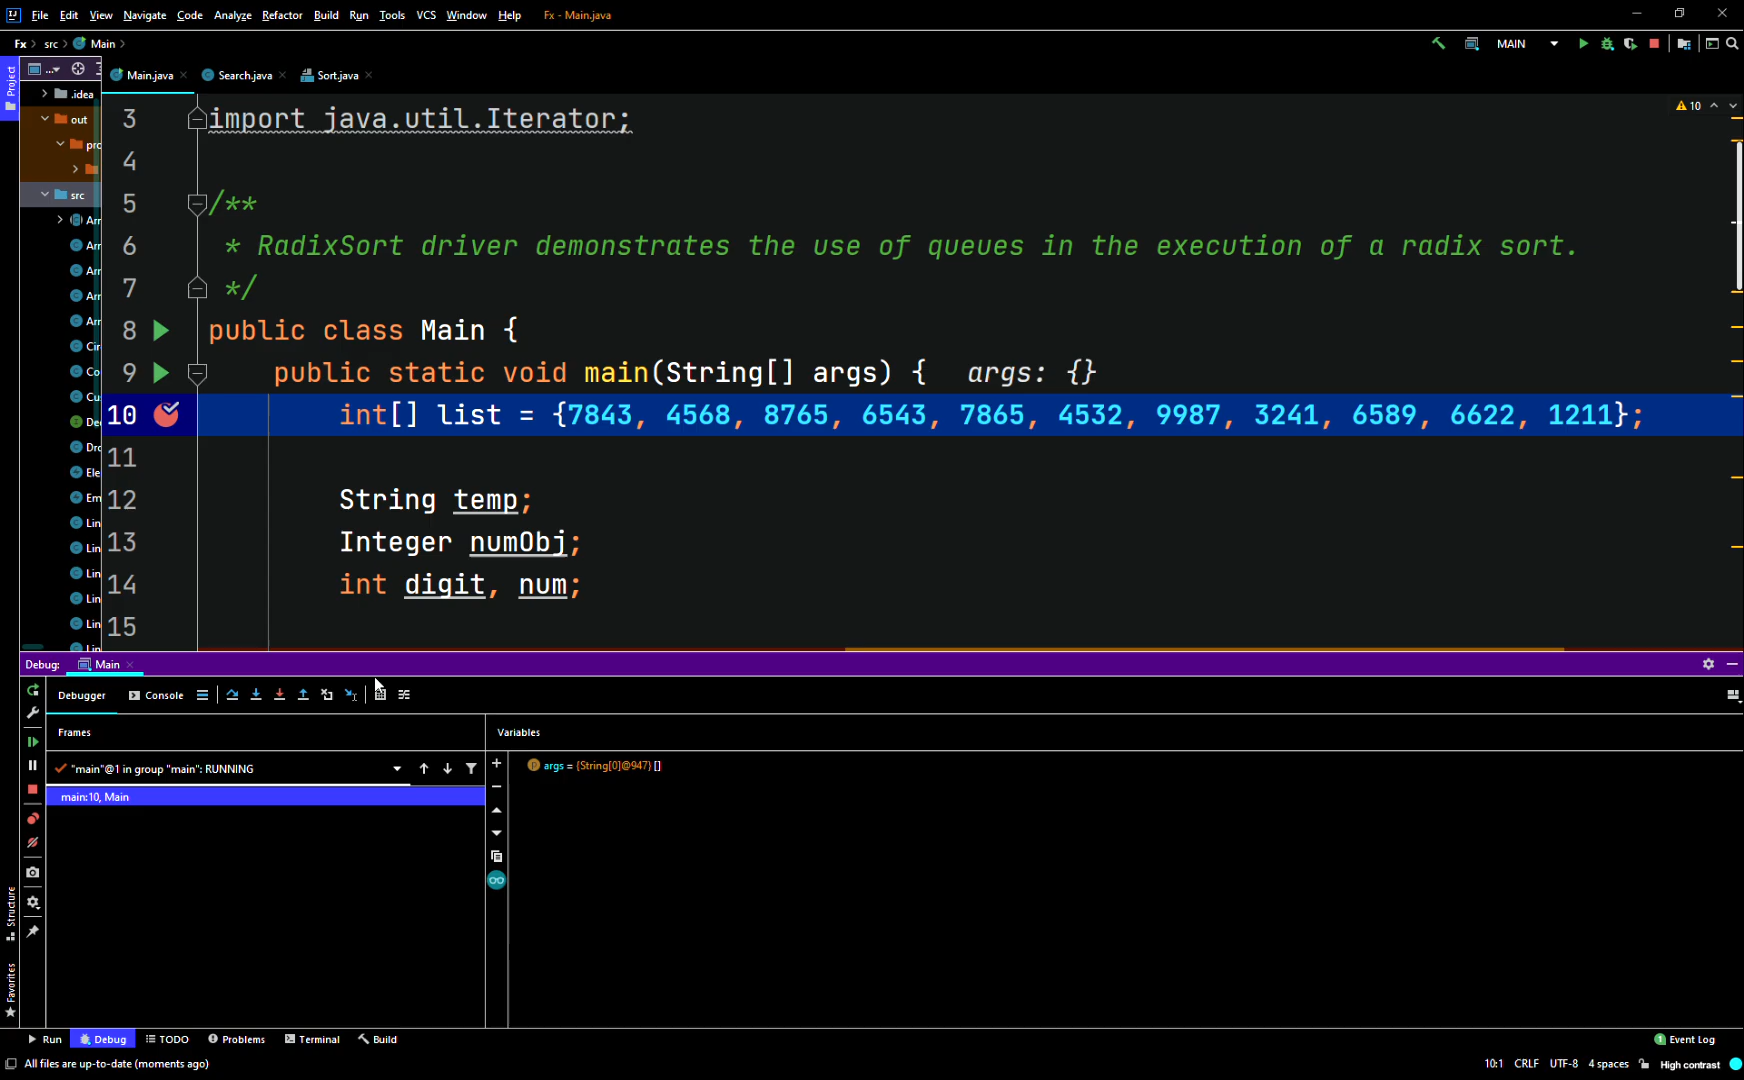 File Edit View Navigate Code Analyze Refactor Build Run Tools VCS Window Help Fx - Main.java
Fx src Main MAIN
Project
Main.java Search.java Sort.java
.idea
out
src
10
3 import java.util.Iterator;
4
5 /**
6 * RadixSort driver demonstrates the use of queues in the execution of a radix sort.
7 */
8 public class Main {
9 public static void main(String[] args) { args: {}
10 int[] list = {7843, 4568, 8765, 6543, 7865, 4532, 9987, 3241, 6589, 6622, 1211};
11
12 String temp;
13 Integer numObj;
14 int digit, num;
15
Debug: Main
Debugger Console
Frames Variables
"main"@1 in group "main": RUNNING
args = {String[0]@947} []
main:10, Main
Structure
Favorites
Run Debug TODO Problems Terminal Build 1 Event Log
All files are up-to-date (moments ago) 10:1 CRLF UTF-8 4 spaces High contrast